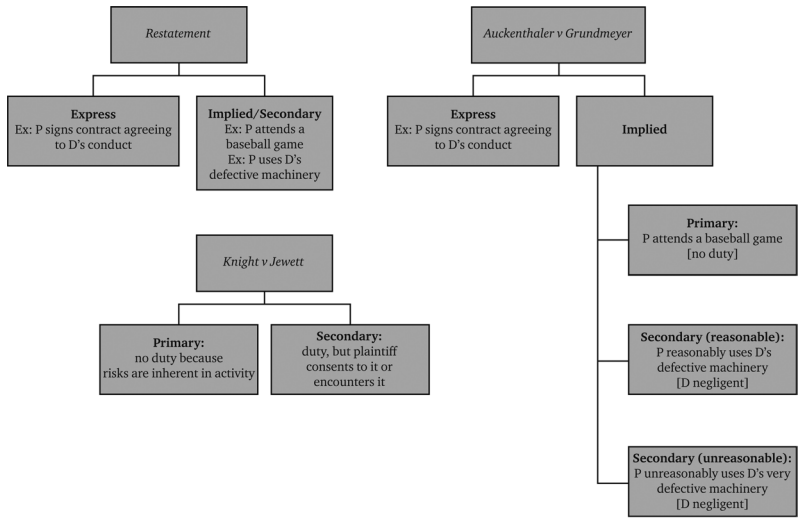 Restatement
Express
Ex: P signs contract agreeing
to D's conduct
Implied/Secondary
Ex: P attends a
baseball game
Ex: P uses D's
defective machinery
Auckenthaler v Grundmeyer
Express
Ex: P signs contract agreeing
to D's conduct
Implied
Primary:
P attends a baseball game
[no duty]
Secondary (reasonable):
P reasonably uses D's
defective machinery
[D negligent]
Secondary (unreasonable):
P unreasonably uses D's very
defective machinery
[D negligent]
Knight v Jewett
Primary:
no duty because
risks are inherent in activity
Secondary:
duty, but plaintiff
consents to it or
encounters it